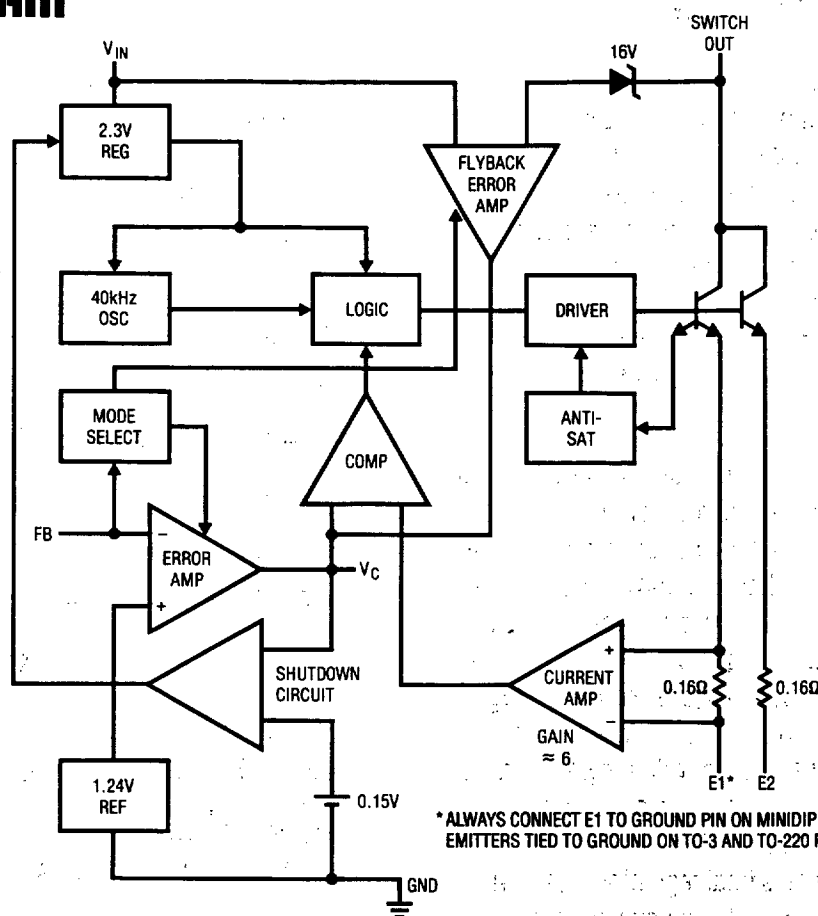 SWITCH
OUT
VIN
16V
2.3V
REG
FLYBACK
ERROR
AMP
40kHz
OSC
LOGIC
DRIVER
MODE
SELECT
ANTI-
SAT
COMP
FB
−
ERROR
AMP
+
VC
SHUTDOWN
CIRCUIT
+
CURRENT
AMP
−
0.16Ω
0.16Ω
GAIN
≈ 6
1.24V
REF
0.15V
E1*
E2
*ALWAYS CONNECT E1 TO GROUND PIN ON MINIDIP
EMITTERS TIED TO GROUND ON TO-3 AND TO-220
GND